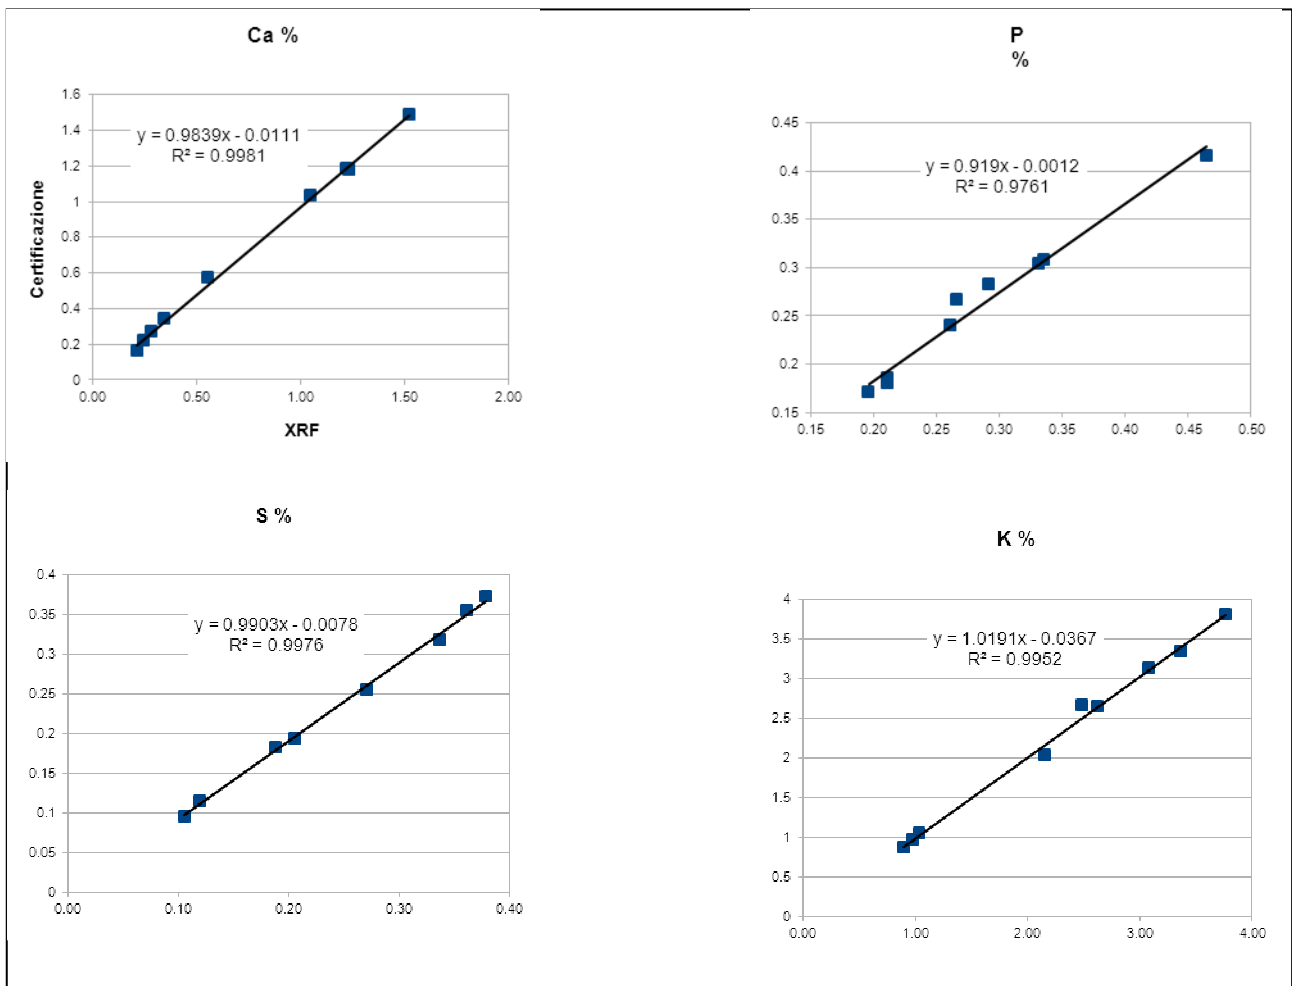 Ca %
1.6
1.4
1.2
1
0.8
0.6
0.4
0.2
0
y = 0.9839x - 0.0111
R² = 0.9981
Certificazione
0.00 0.50 1.00 1.50 2.00
XRF
P
%
0.45
0.4
0.35
0.3
0.25
0.2
0.15
y = 0.919x - 0.0012
R² = 0.9761
0.15 0.20 0.25 0.30 0.35 0.40 0.45 0.50
S %
0.4
0.35
0.3
0.25
0.2
0.15
0.1
0.05
0
y = 0.9903x - 0.0078
R² = 0.9976
0.00 0.10 0.20 0.30 0.40
K %
4
3.5
3
2.5
2
1.5
1
0.5
0
y = 1.0191x - 0.0367
R² = 0.9952
0.00 1.00 2.00 3.00 4.00